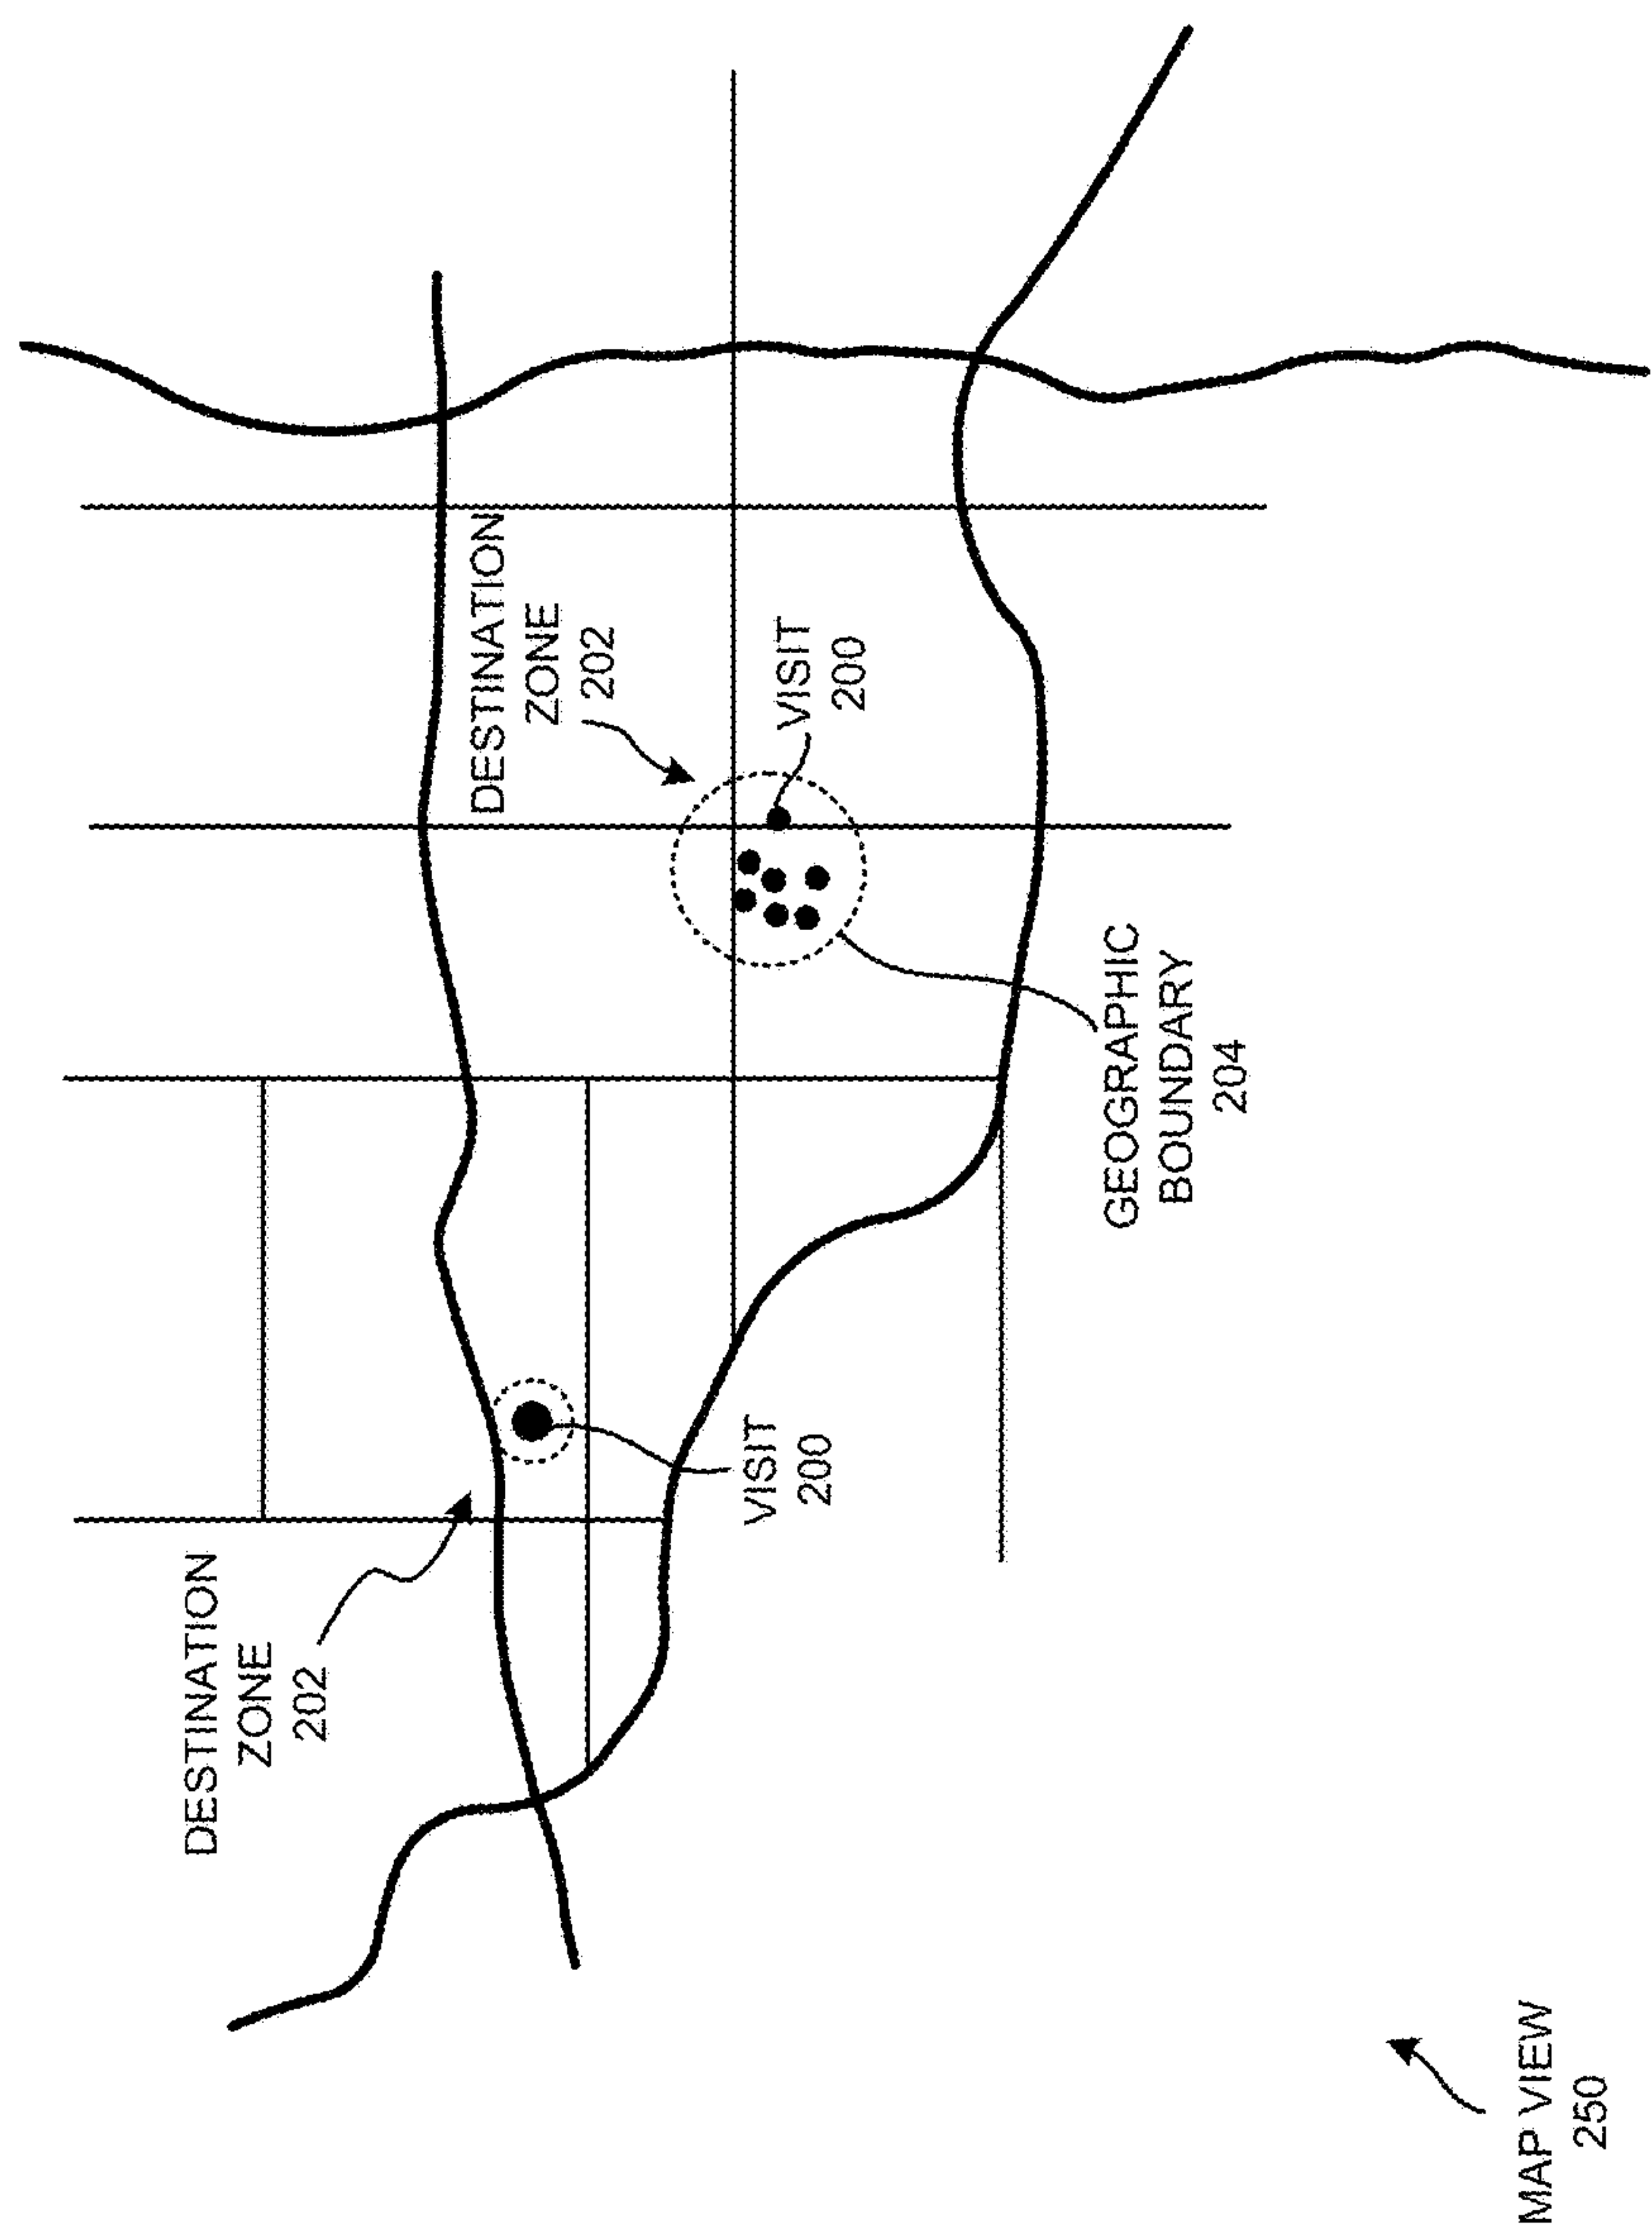 DESTINATION
ZONE
202
VISIT
200
GEOGRAPHIC
BOUNDARY
204
DESTINATION
ZONE
202
VISIT
200
MAP VIEW
250